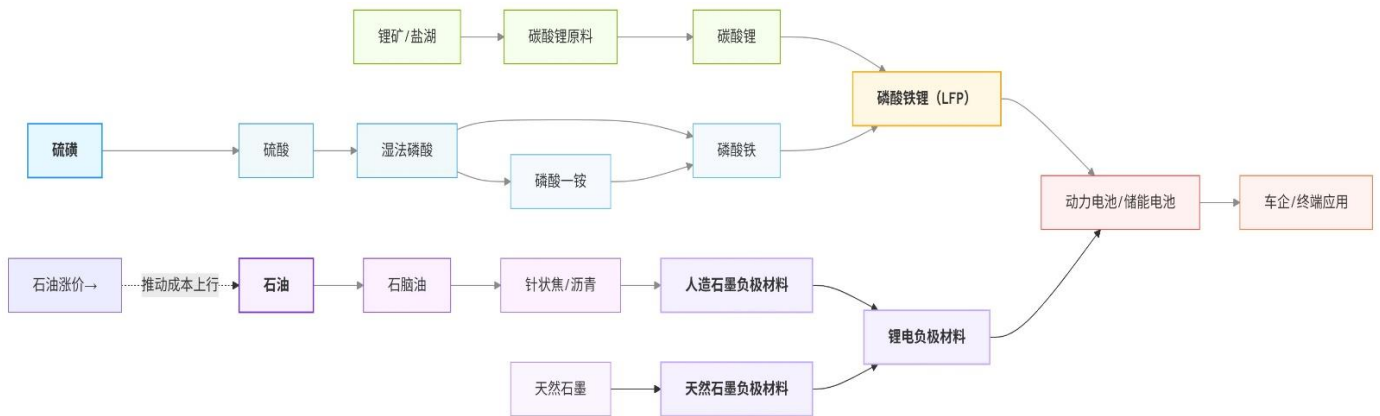 锂矿/盐湖
碳酸锂原料
碳酸锂
磷酸铁锂（LFP）
硫磺
硫酸
湿法磷酸
磷酸一铵
磷酸铁
动力电池/储能电池
车企/终端应用
石油涨价→
推动成本上行
石油
石脑油
针状焦/沥青
人造石墨负极材料
锂电负极材料
天然石墨
天然石墨负极材料